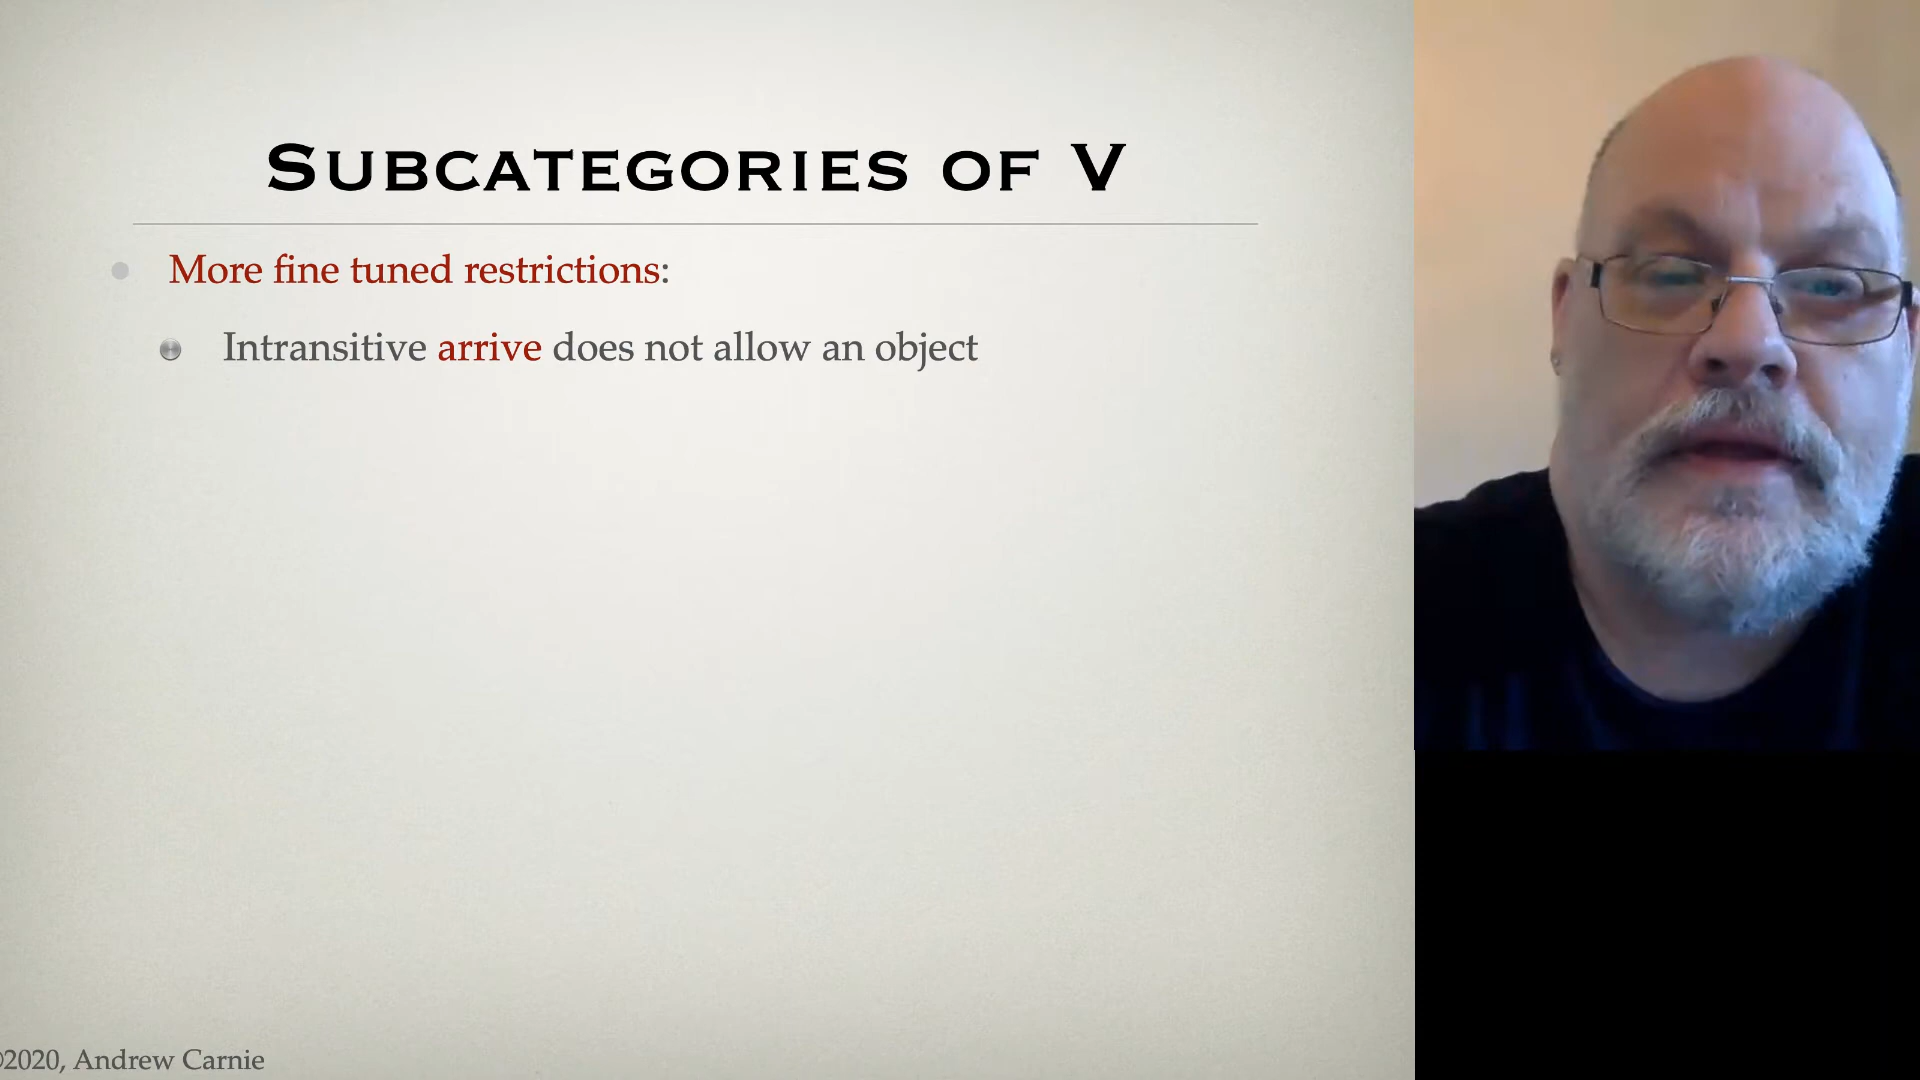 SUBCATEGORIES OF V
More fine tuned restrictions:
Intransitive arrive does not allow an object
©2020, Andrew Carnie